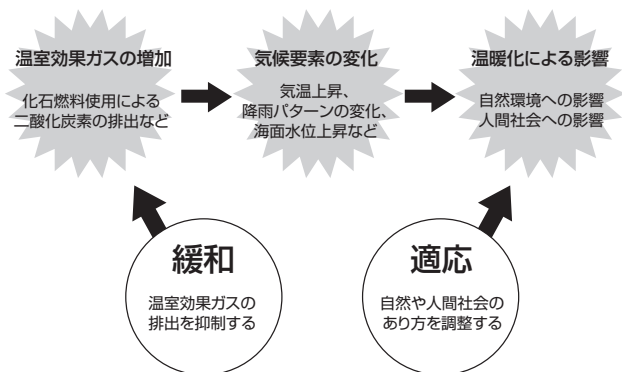 温室効果ガスの増加
化石燃料使用による
二酸化炭素の排出など
気候要素の変化
気温上昇、
降雨パターンの変化、
海面水位上昇など
温暖化による影響
自然環境への影響
人間社会への影響
緩和
温室効果ガスの
排出を抑制する
適応
自然や人間社会の
あり方を調整する